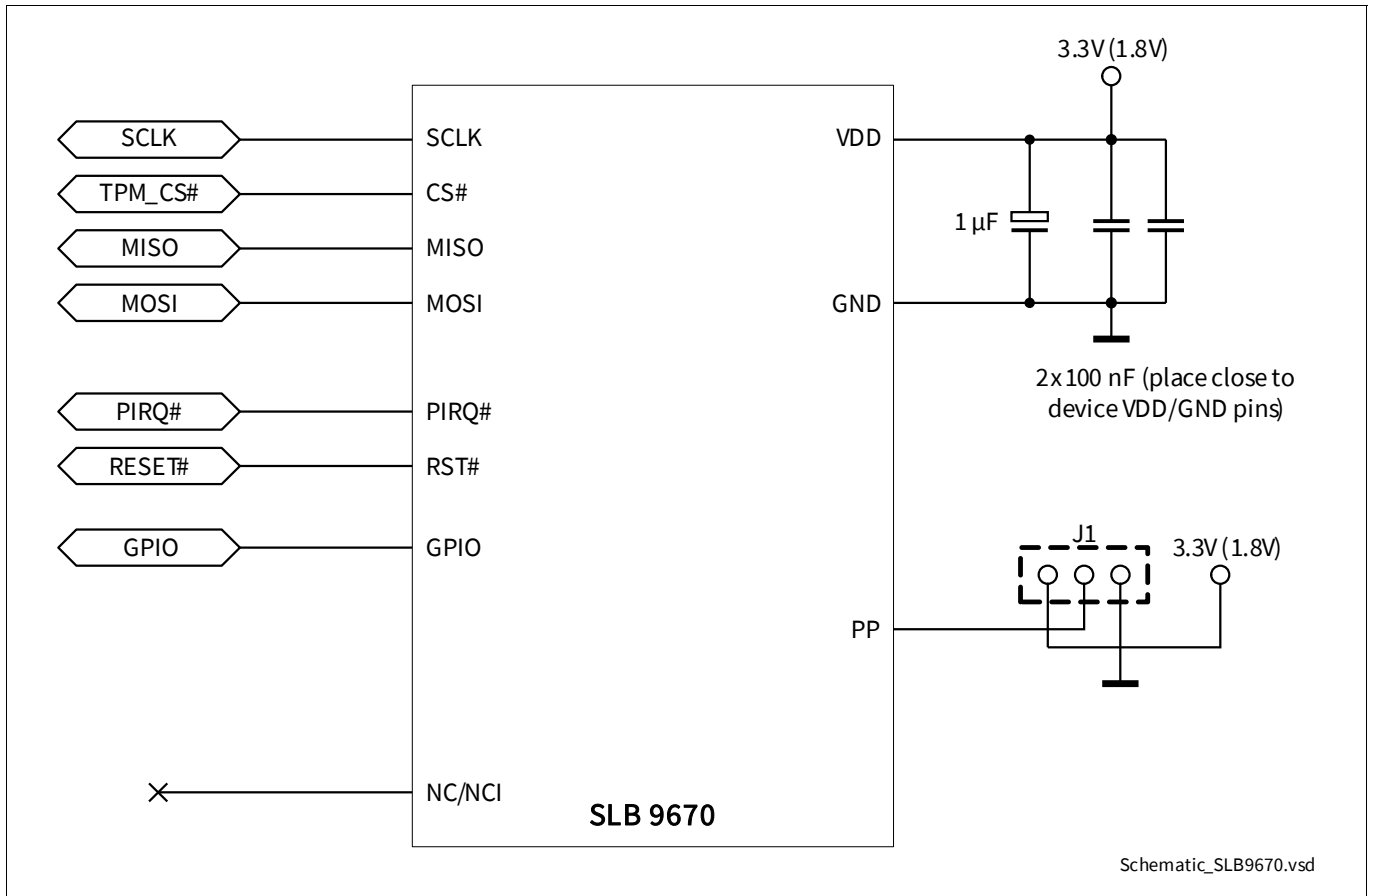 3.3V (1.8V)
SCLK SCLK VDD
TPM_CS# CS#
1 µF
MISO MISO
MOSI MOSI GND
2x100 nF (place close to
device VDD/GND pins)
PIRQ# PIRQ#
RESET# RST#
J1
GPIO GPIO 3.3V (1.8V)
PP
NC/NCI
SLB 9670
Schematic_SLB9670.vsd